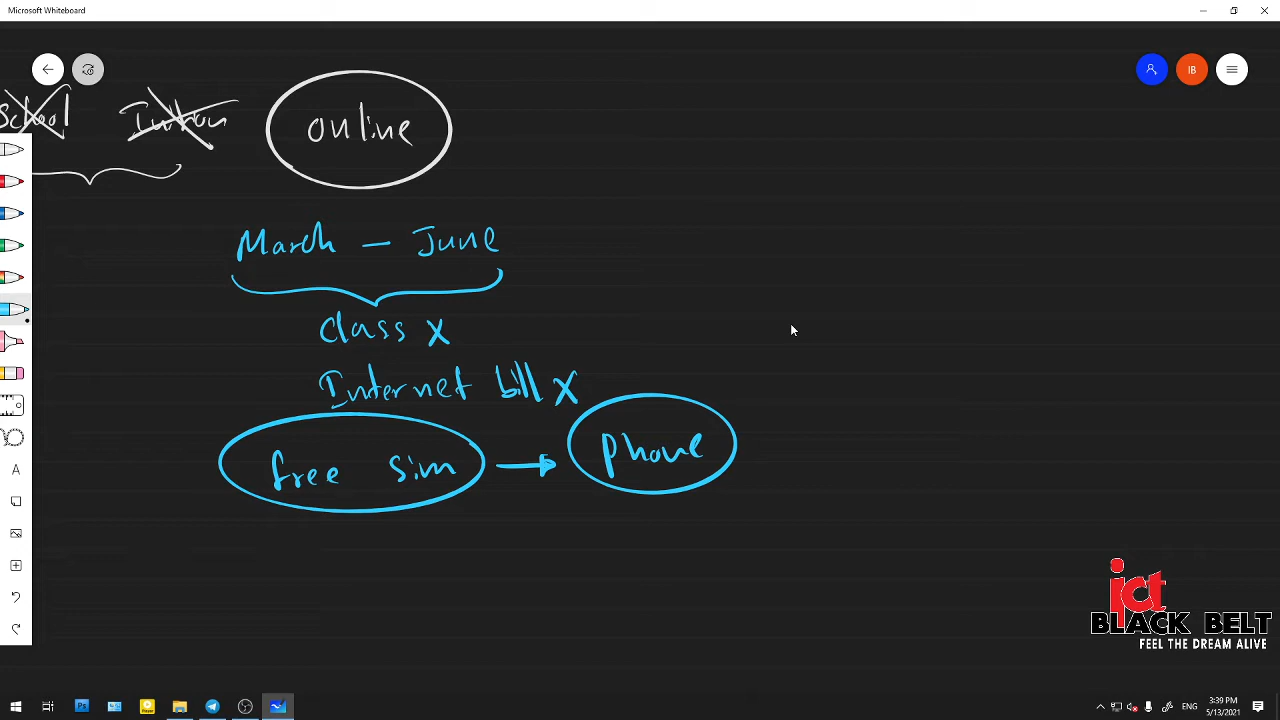 Microsoft Whiteboard
IB
School Tuition online
March - June
Class X
Internet bill X
free sim → phone
A
ict
BLACK BELT
FEEL THE DREAM ALIVE
Ps
ENG
3:39 PM
5/13/2021